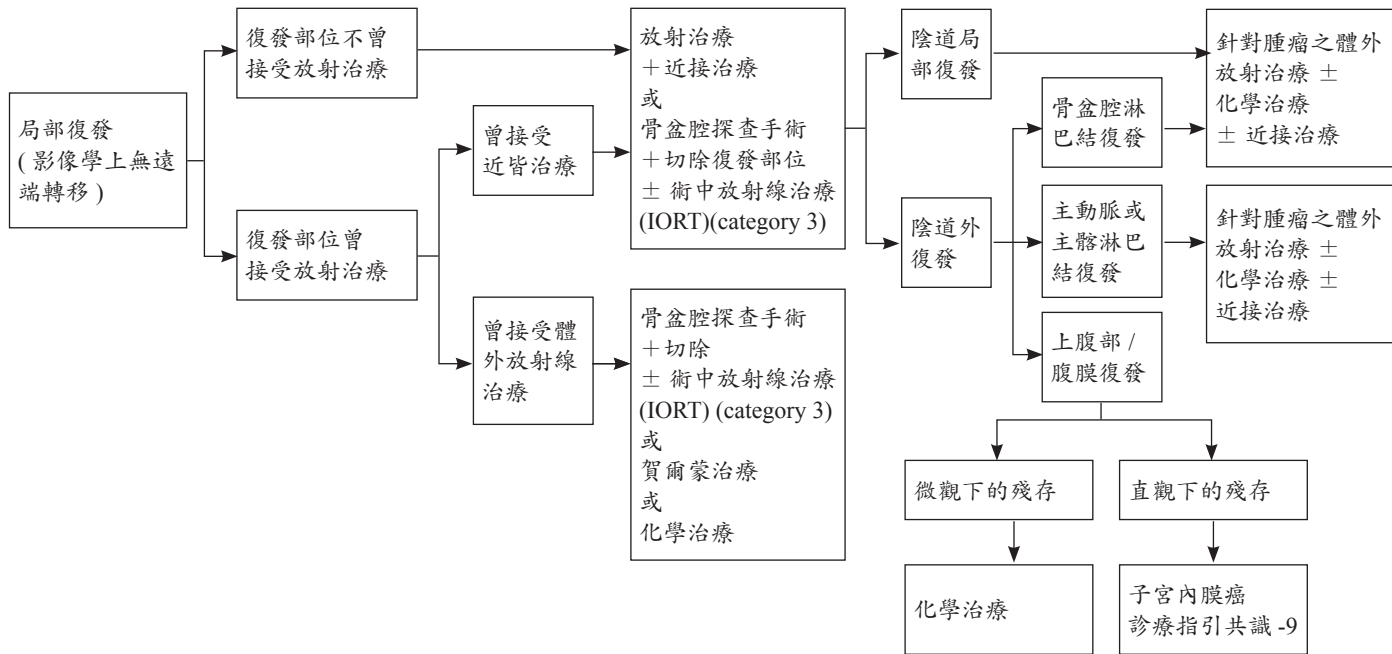 局部復發
( 影像學上無遠
端轉移 )
復發部位不曾
接受放射治療
復發部位曾
接受放射治療
曾接受
近皆治療
曾接受體
外放射線
治療
放射治療
＋近接治療
或
骨盆腔探查手術
＋切除復發部位
± 術中放射線治療
(IORT)(category 3)
骨盆腔探查手術
＋切除
± 術中放射線治療
(IORT) (category 3)
或
賀爾蒙治療
或
化學治療
陰道局
部復發
陰道外
復發
骨盆腔淋
巴結復發
主動脈或
主髂淋巴
結復發
上腹部 /
腹膜復發
針對腫瘤之體外
放射治療 ±
化學治療
± 近接治療
針對腫瘤之體外
放射治療 ±
化學治療 ±
近接治療
微觀下的殘存
直觀下的殘存
化學治療
子宮內膜癌
診療指引共識 -9